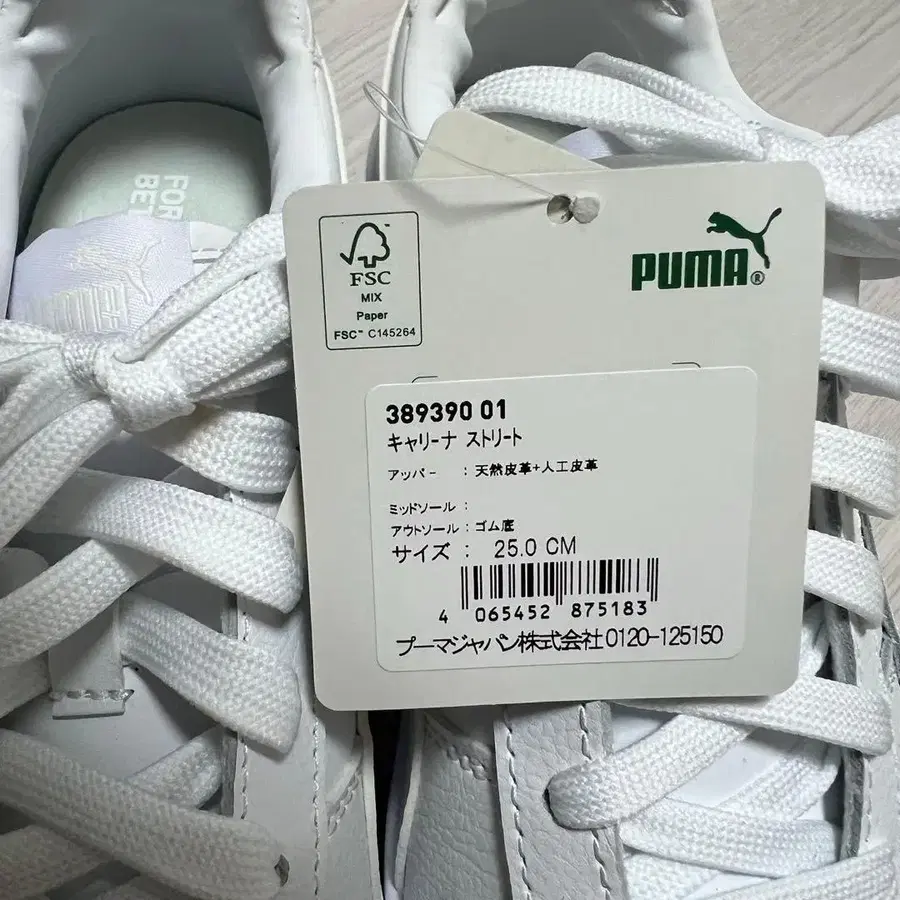 FSC
MIX
Paper
FSC™ C145264
PUMA®
389390 01
キャリーナ ストリート
アッパー : 天然皮革+人工皮革
ミッドソール :
アウトソール : ゴム底
サイズ : 25.0 CM
4 065452 875183
プーマジャパン株式会社 0120-125150
FOR
BET
PUMA